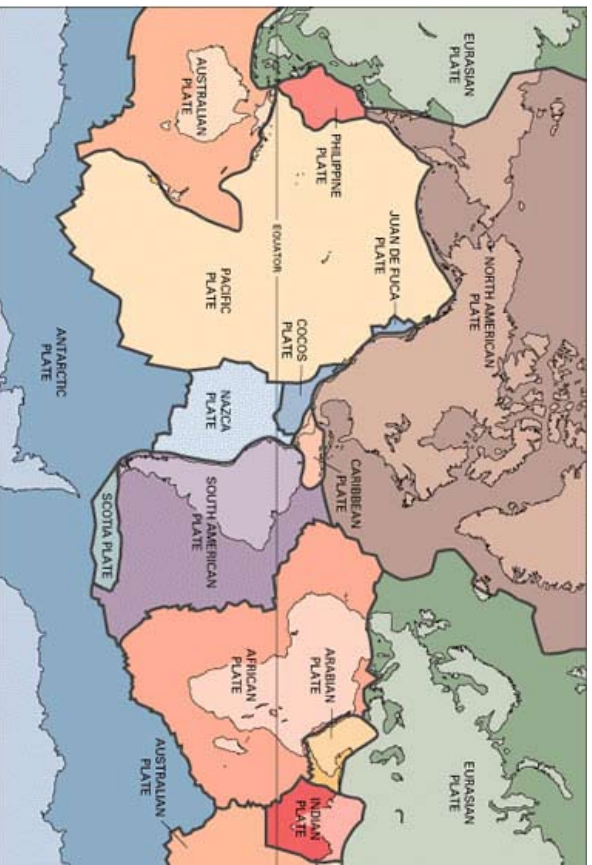 EURASIAN
PLATE
AUSTRALIAN
PLATE
PHILIPPINE
PLATE
JUAN DE FUCA
PLATE
NORTH AMERICAN
PLATE
EQUATOR
PACIFIC
PLATE
COCOS
PLATE
ANTARCTIC
PLATE
NAZCA
PLATE
CARIBBEAN
PLATE
SOUTH AMERICAN
PLATE
SCOTIA PLATE
ARABIAN
PLATE
AFRICAN
PLATE
EURASIAN
PLATE
INDIAN
PLATE
AUSTRALIAN
PLATE